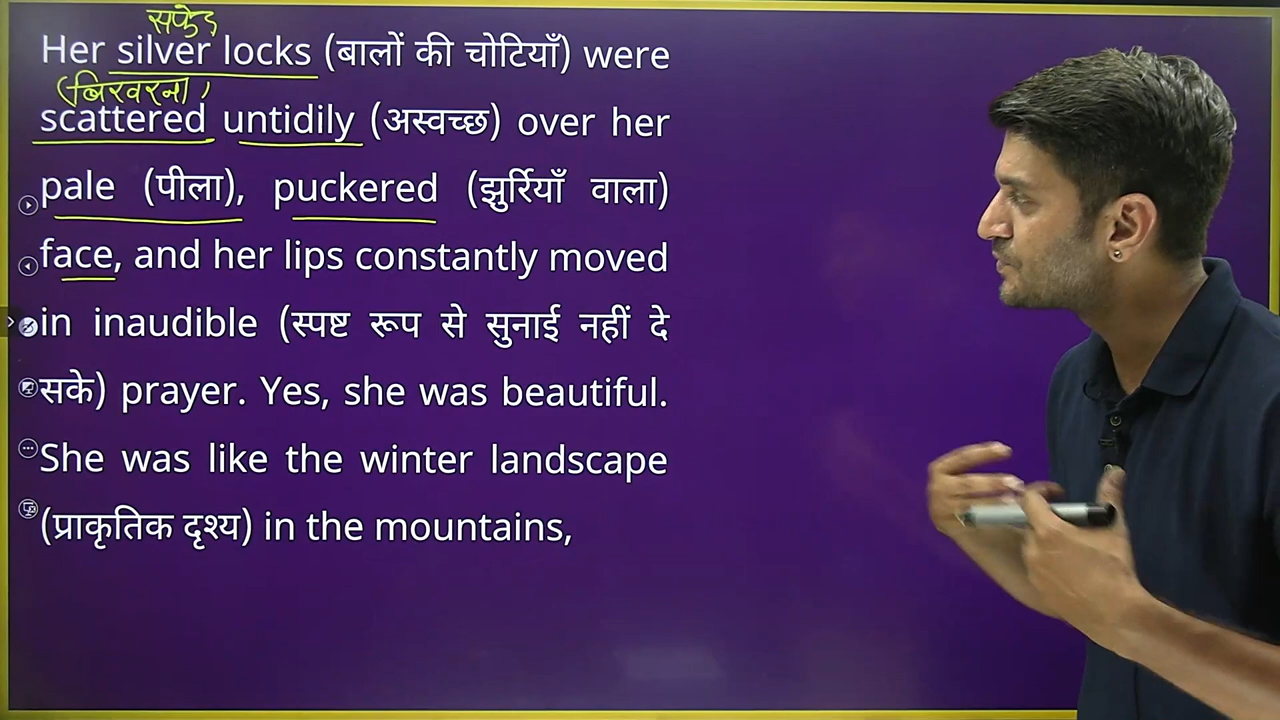 सफेद
Her silver locks (बालों की चोटियाँ) were
(बिखरना)
scattered untidily (अस्वच्छ) over her
pale (पीला), puckered (झुर्रियाँ वाला)
face, and her lips constantly moved
in inaudible (स्पष्ट रूप से सुनाई नहीं दे
सके) prayer. Yes, she was beautiful.
She was like the winter landscape
(प्राकृतिक दृश्य) in the mountains,